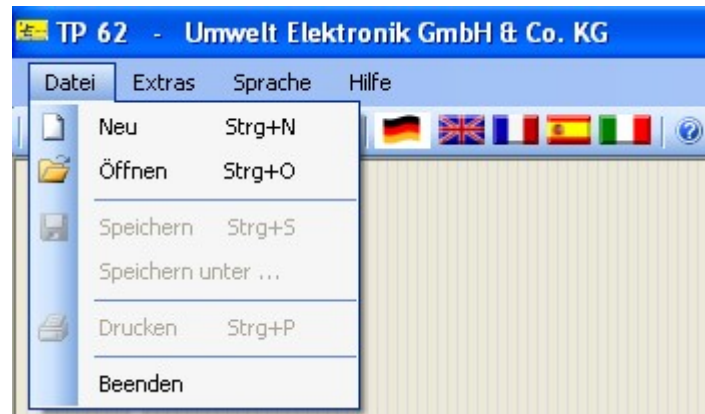 TP 62 - Umwelt Elektronik GmbH & Co. KG
Datei Extras Sprache Hilfe
Neu Strg+N
Öffnen Strg+O
Speichern Strg+S
Speichern unter ...
Drucken Strg+P
Beenden